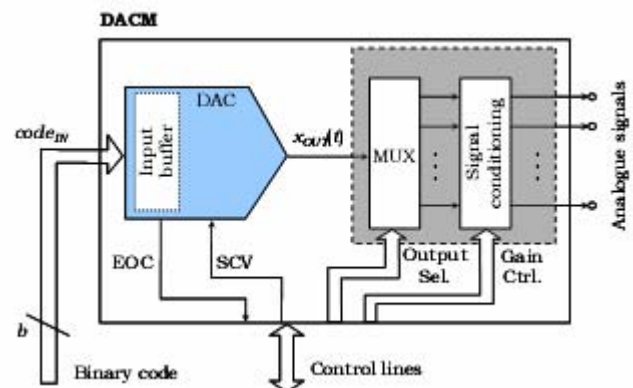 DACM
DAC
code_IN
Input
buffer
x_OUT(t)
MUX
Signal
conditioning
Analogue signals
EOC
SCV
Output
Sel.
Gain
Ctrl.
b
Binary code
Control lines